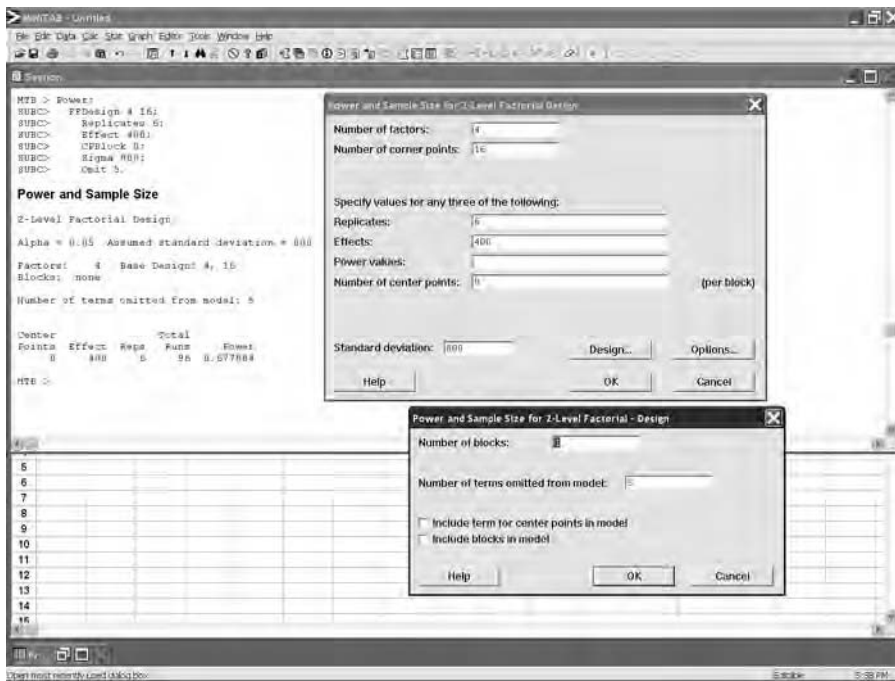 MINITAB - Untitled
File Edit Data Calc Stat Graph Editor Tools Window Help
Session
MTB > Power;
SUBC> FFDesign 4 16;
SUBC> Replicates 6;
SUBC> Effect 400;
SUBC> CPBlock 0;
SUBC> Sigma 800;
SUBC> Omit 5.
Power and Sample Size
2-Level Factorial Design
Alpha = 0.05 Assumed standard deviation = 800
Factors: 4 Base Design: 4, 16
Blocks: none
Number of terms omitted from model: 5
Center Total
Points Effect Reps Runs Power
0 400 6 96 0.677884
MTB >
Power and Sample Size for 2-Level Factorial Design
Number of factors: 4
Number of corner points: 16
Specify values for any three of the following:
Replicates: 6
Effects: 400
Power values:
Number of center points: 0 (per block)
Standard deviation: 800 Design... Options...
Help OK Cancel
Power and Sample Size for 2-Level Factorial - Design
Number of blocks:
Number of terms omitted from model: 5
Include term for center points in model
Include blocks in model
Help OK Cancel
5
6
7
8
9
10
11
12
13
14
15
Open most recently used dialog box Editable 5:38 PM